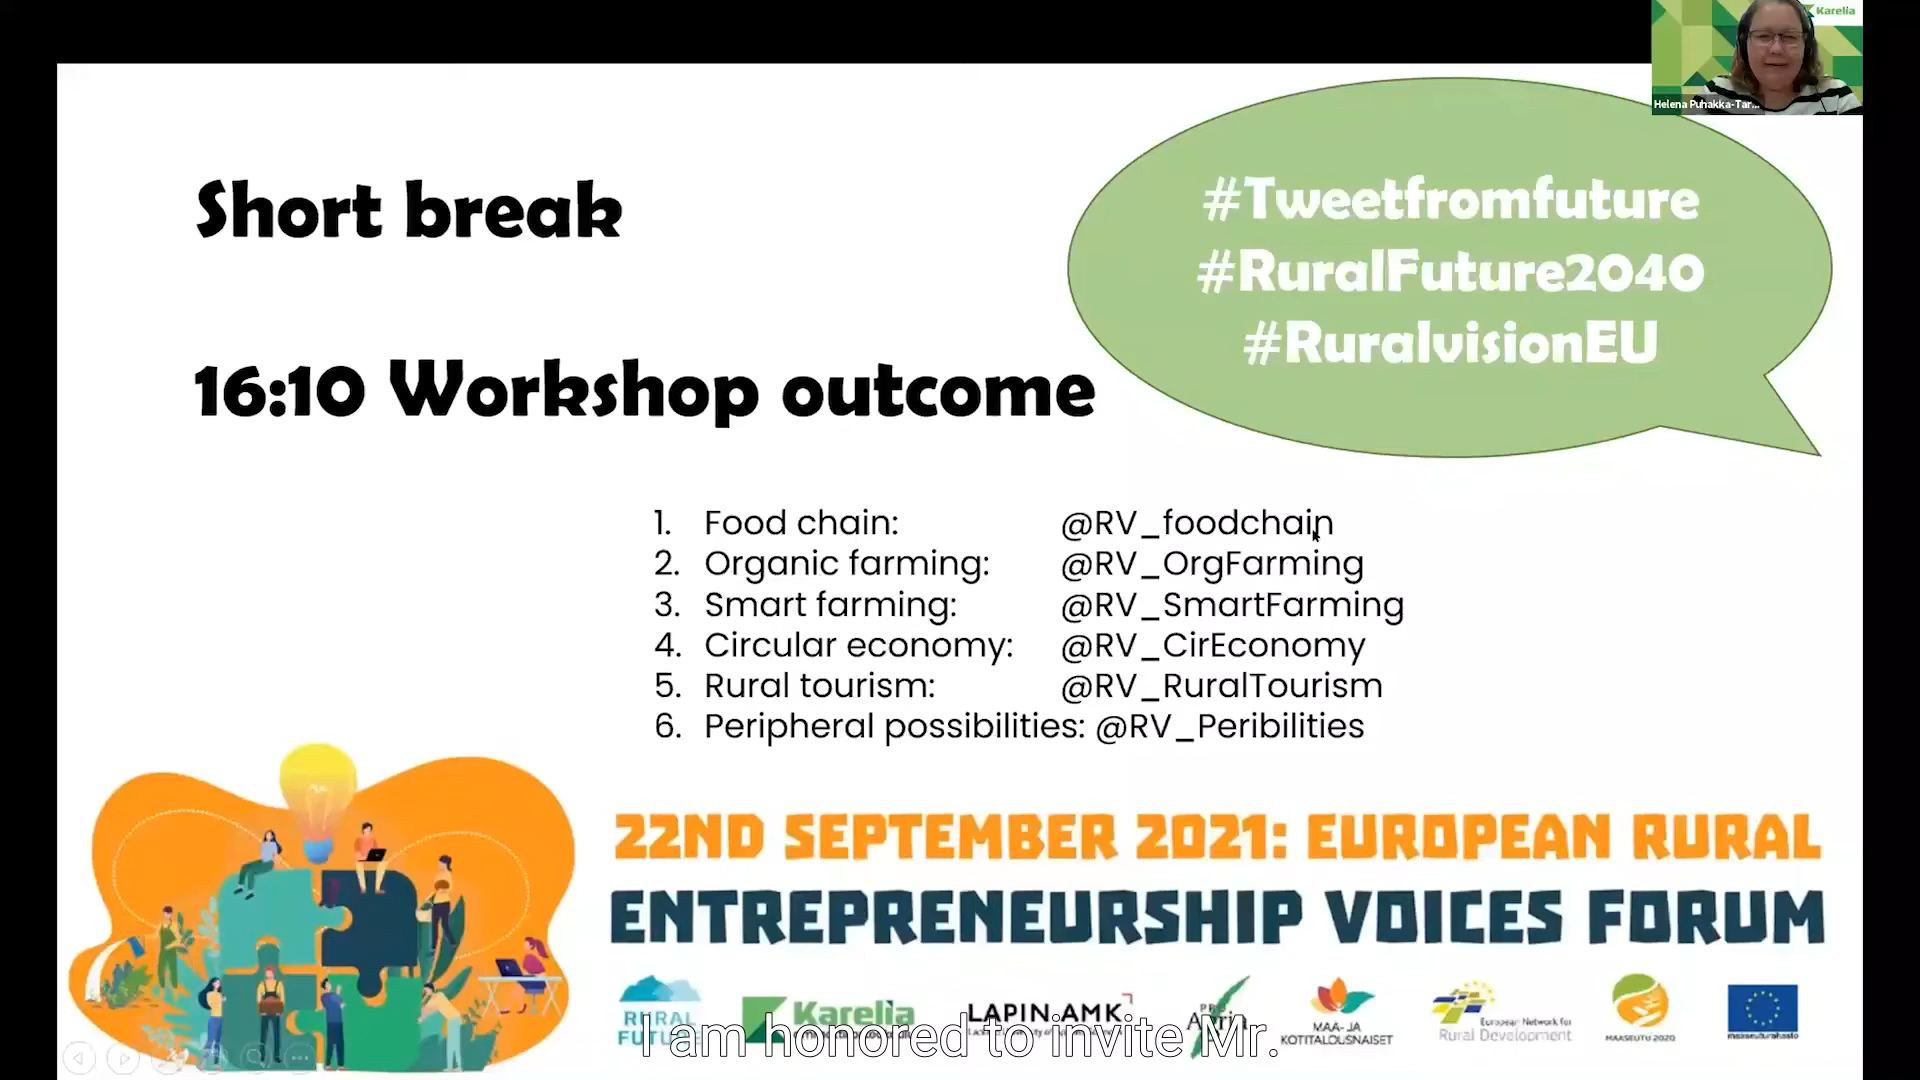 Karelia
Helena Puhakka-Tar...
Short break
16:10 Workshop outcome
#Tweetfromfuture
#RuralFuture2040
#RuralvisionEU
1. Food chain: @RV_foodchain
2. Organic farming: @RV_OrgFarming
3. Smart farming: @RV_SmartFarming
4. Circular economy: @RV_CirEconomy
5. Rural tourism: @RV_RuralTourism
6. Peripheral possibilities: @RV_Peribilities
22ND SEPTEMBER 2021: EUROPEAN RURAL
ENTREPRENEURSHIP VOICES FORUM
RURAL
Karelia
LAPIN AMK
MAA- JA
KOTITALOUSNAISET
European Network for
Rural Development
MAASEUTU 2020
I am honored to invite Mr.